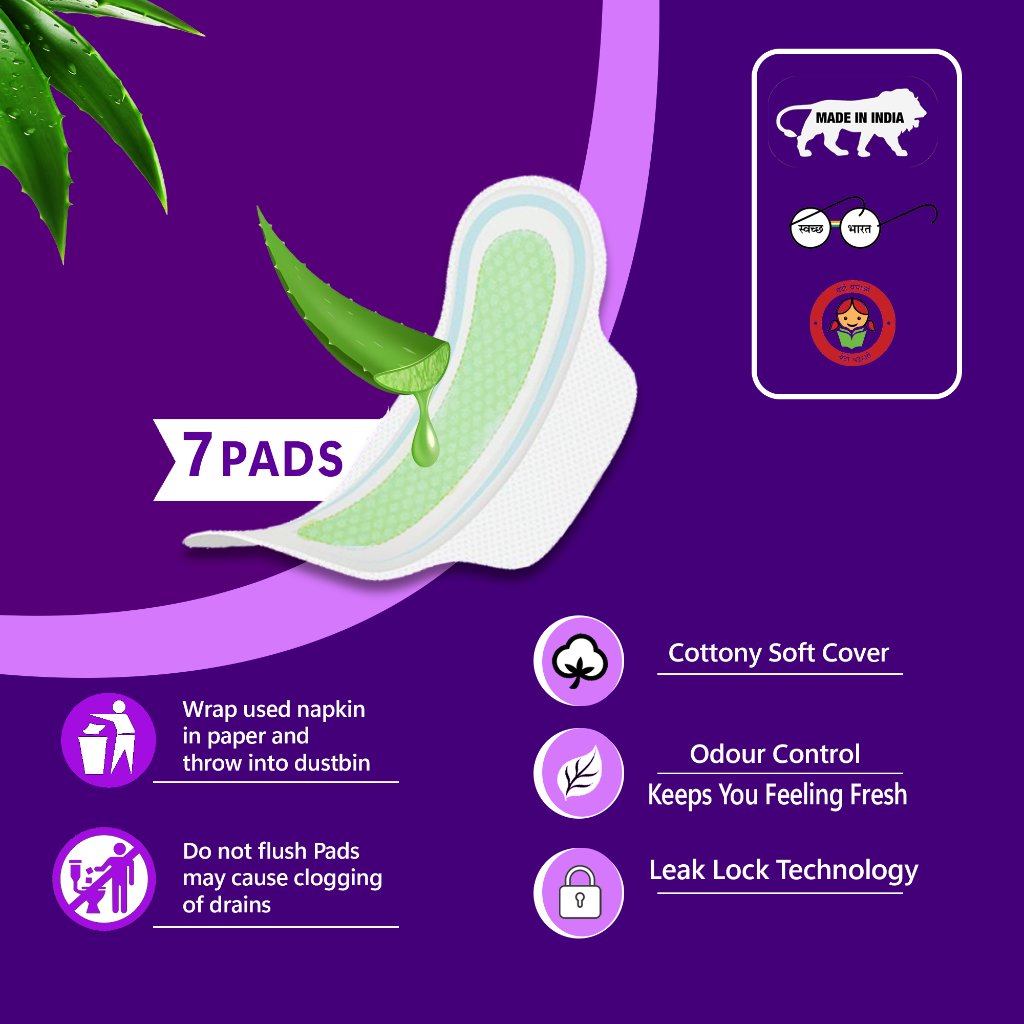 MADE IN INDIA
स्वच्छ भारत
7 PADS
Cottony Soft Cover
Wrap used napkin
in paper and
throw into dustbin
Odour Control
Keeps You Feeling Fresh
Do not flush Pads
may cause clogging
of drains
Leak Lock Technology